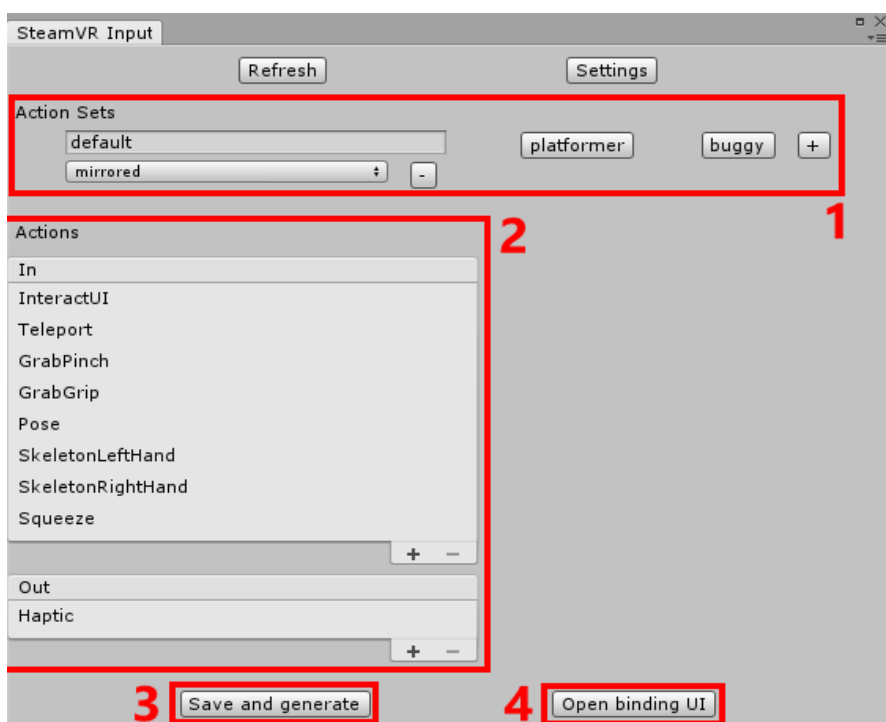 SteamVR Input
Refresh Settings
Action Sets
default platformer buggy +
mirrored -
1
Actions 2
In
InteractUI
Teleport
GrabPinch
GrabGrip
Pose
SkeletonLeftHand
SkeletonRightHand
Squeeze
+ −
Out
Haptic
+ −
3 Save and generate 4 Open binding UI